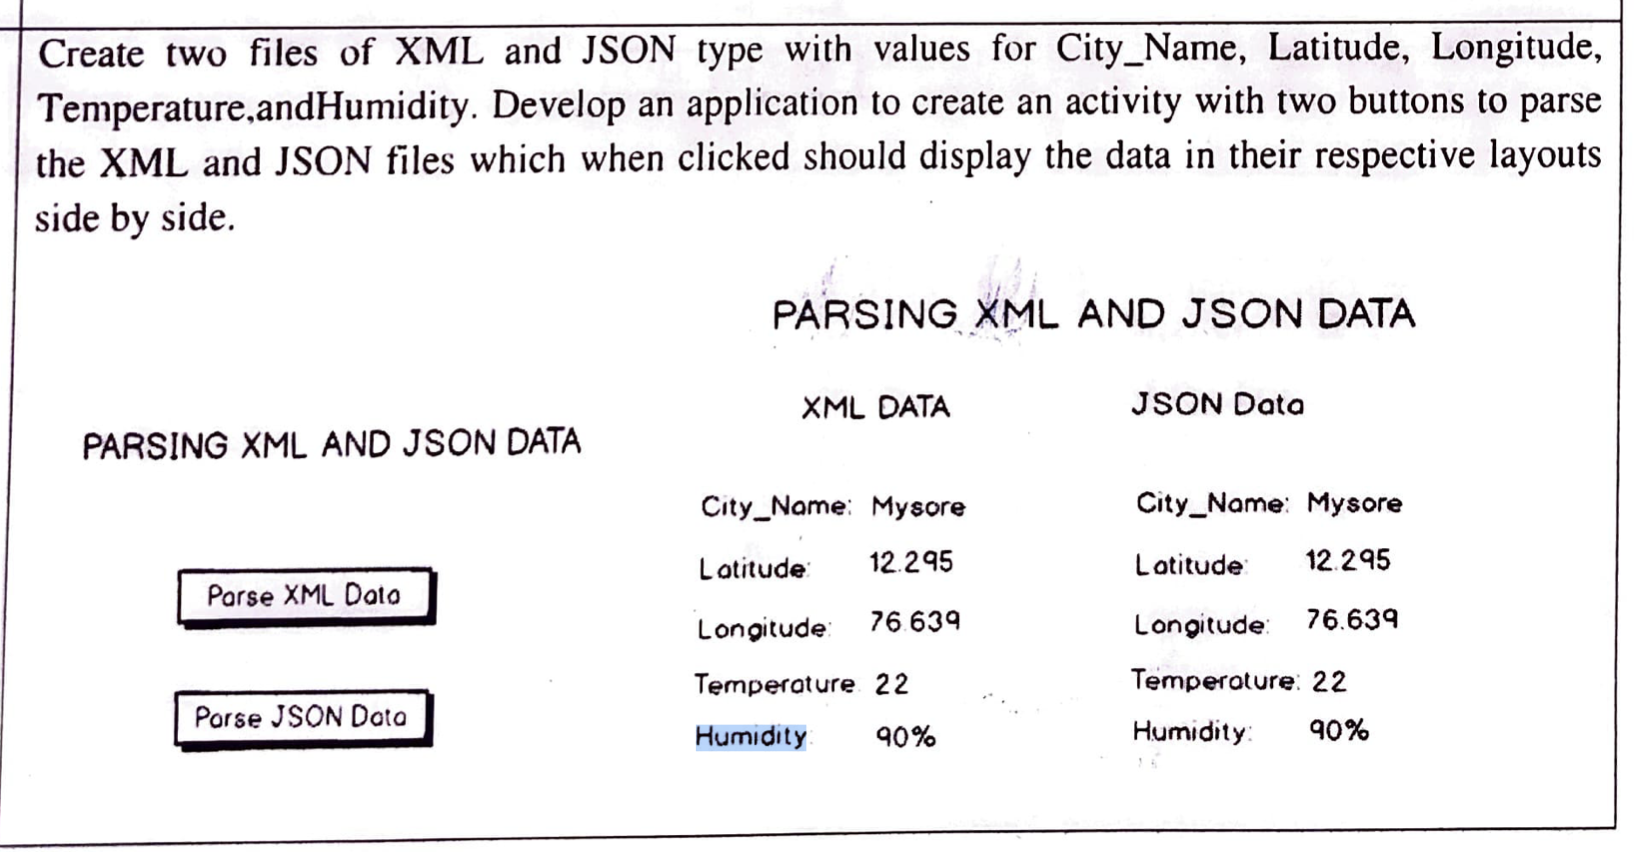 Create two files of XML and JSON type with values for City_Name, Latitude, Longitude,
Temperature,andHumidity. Develop an application to create an activity with two buttons to parse
the XML and JSON files which when clicked should display the data in their respective layouts
side by side.
PARSING XML AND JSON DATA
Parse XML Data
Parse JSON Data
PARSING XML AND JSON DATA
XML DATA
City_Name: Mysore
Latitude: 12.295
Longitude: 76.639
Temperature 22
Humidity: 90%
JSON Data
City_Name: Mysore
Latitude: 12.295
Longitude: 76.639
Temperature: 22
Humidity: 90%